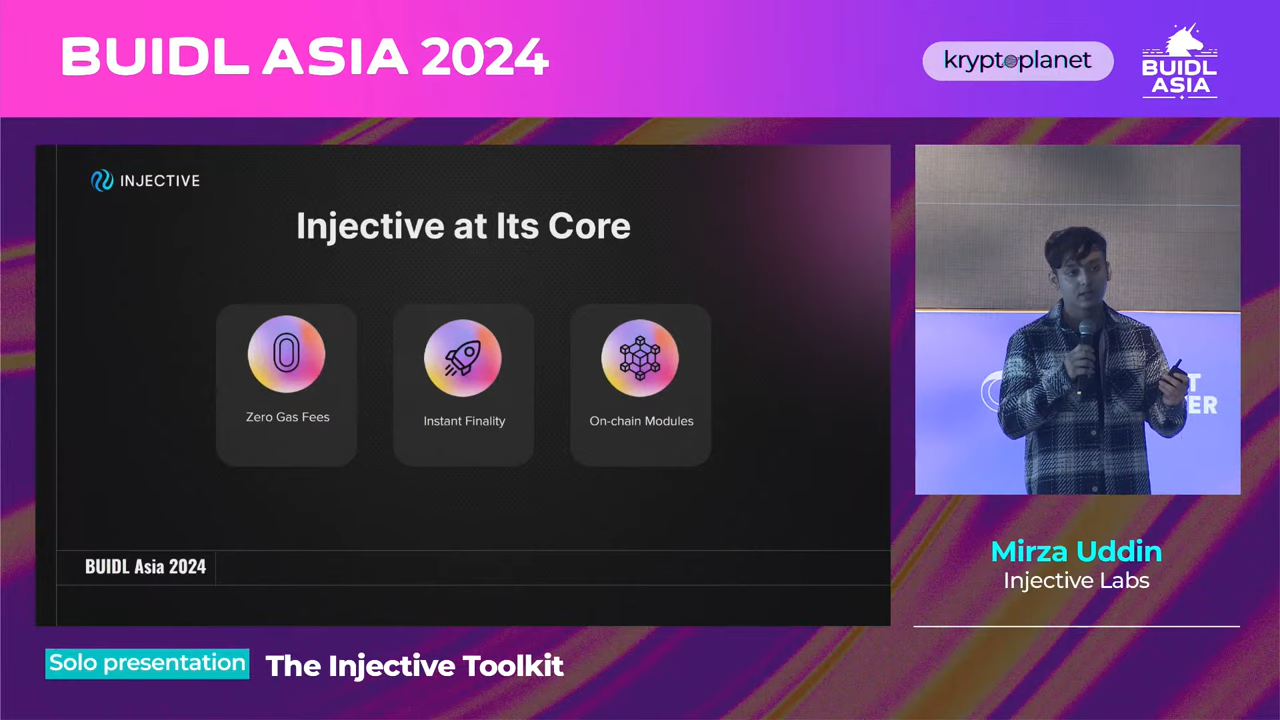 BUIDL ASIA 2024
kryptoplanet
BUIDL
ASIA
INJECTIVE
Injective at Its Core
Zero Gas Fees
Instant Finality
On-chain Modules
BUIDL Asia 2024
Mirza Uddin
Injective Labs
Solo presentation
The Injective Toolkit